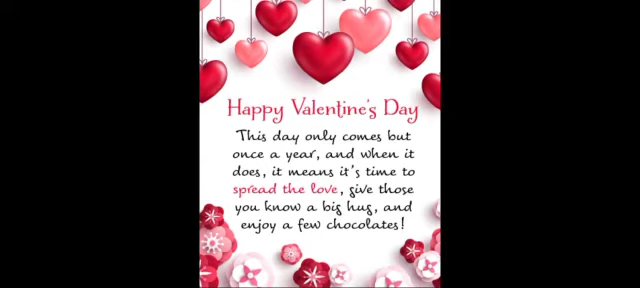 Happy Valentine's Day
This day only comes but
once a year, and when it
does, it means it's time to
spread the love, give those
you know a big hug, and
enjoy a few chocolates!